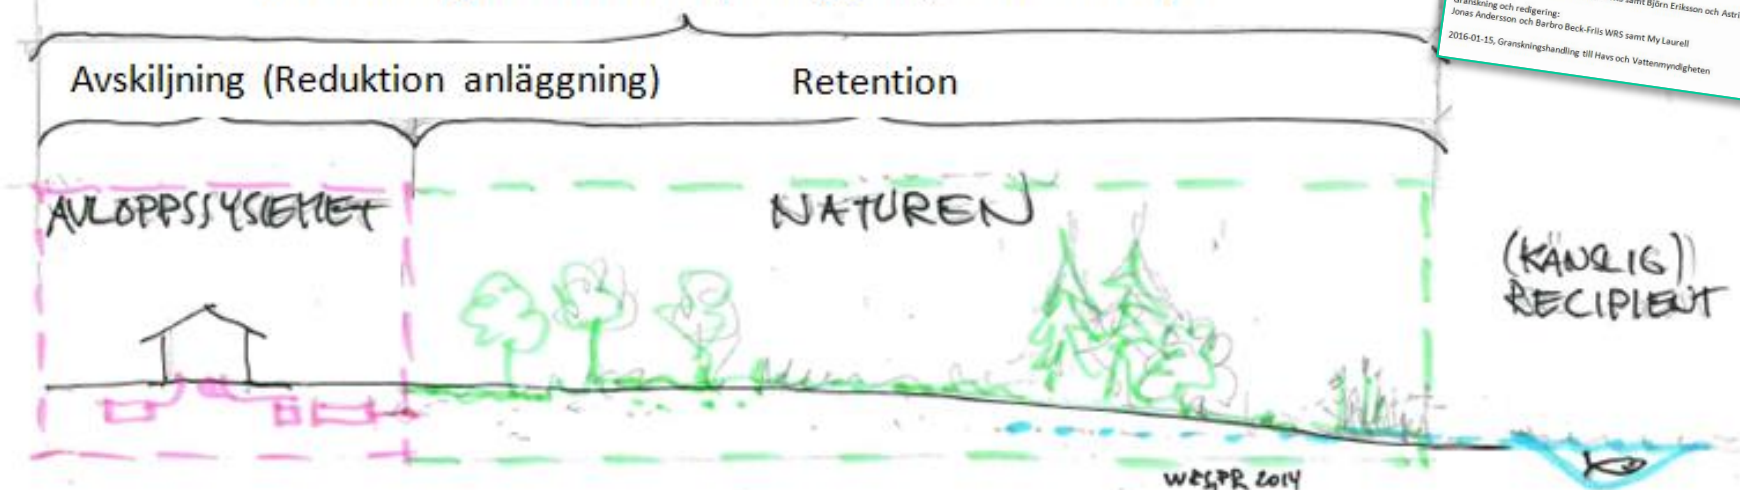 samt Björn Eriksson och Astri
Granskning och redigering:
Jonas Andersson och Barbro Beck-Friis WRS samt My Laurell
2016-01-15, Granskningshandling till Havs och Vattenmyndigheten
Avskiljning (Reduktion anläggning)
Retention
AVLOPPSSYSTEMET
NATUREN
(KÄNSLIG)
RECIPIENT
2014